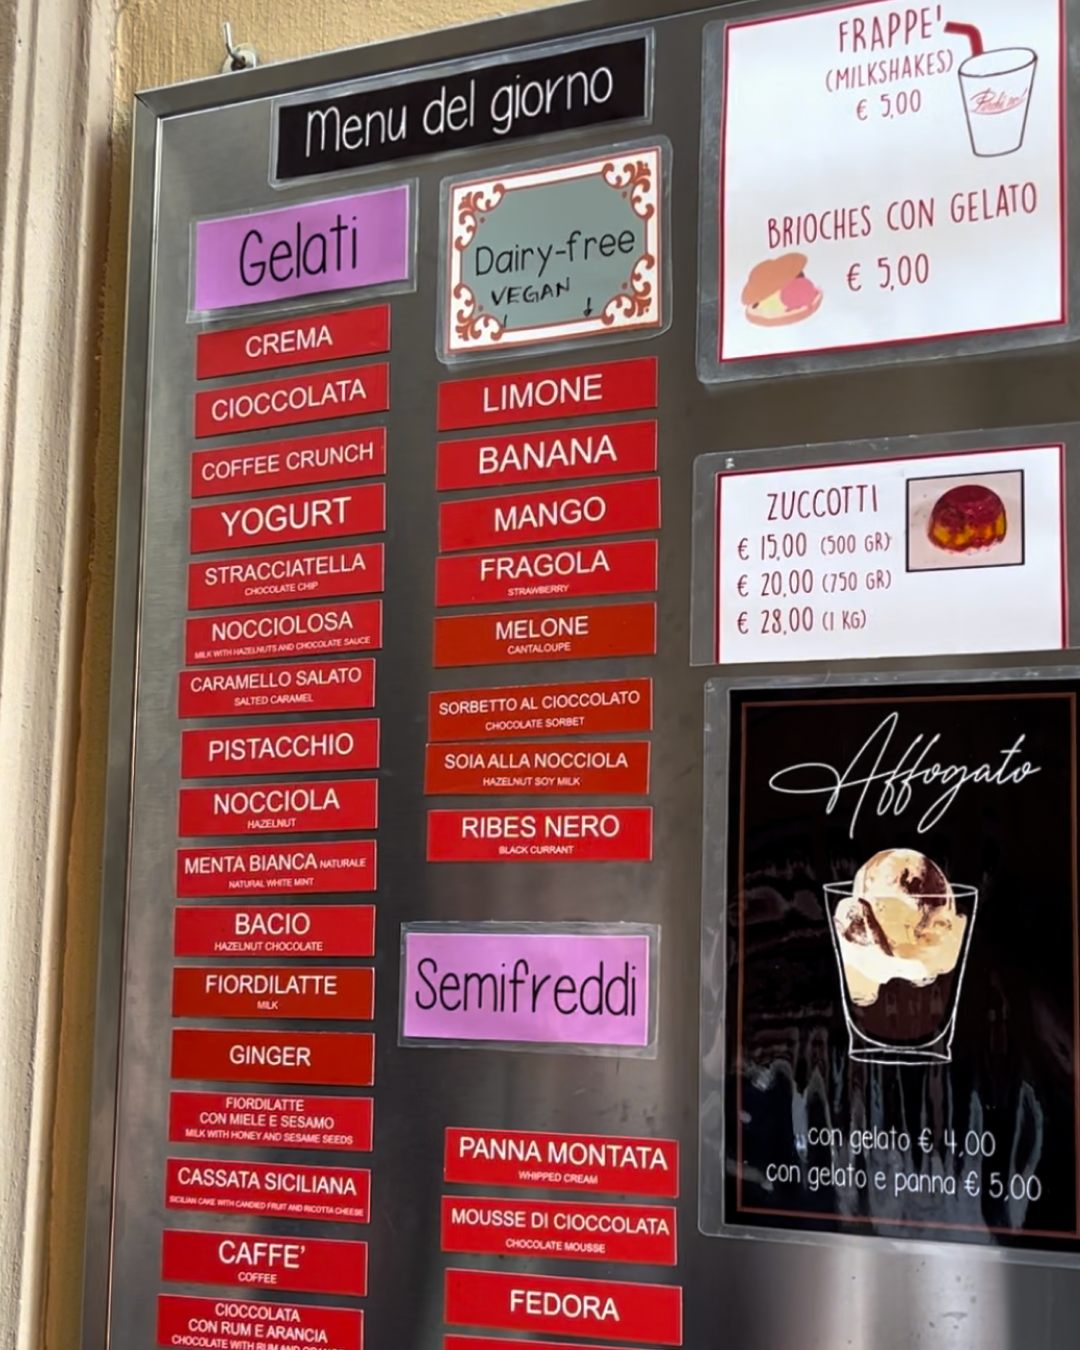 Menu del giorno
Gelati
CREMA
CIOCCOLATA
COFFEE CRUNCH
YOGURT
STRACCIATELLA
CHOCOLATE CHIP
NOCCIOLOSA
MILK WITH HAZELNUTS AND CHOCOLATE SAUCE
CARAMELLO SALATO
SALTED CARAMEL
PISTACCHIO
NOCCIOLA
HAZELNUT
MENTA BIANCA NATURALE
NATURAL WHITE MINT
BACIO
HAZELNUT CHOCOLATE
FIORDILATTE
MILK
GINGER
FIORDILATTE
CON MIELE E SESAMO
MILK WITH HONEY AND SESAME SEEDS
CASSATA SICILIANA
SICILIAN CAKE WITH CANDIED FRUIT AND RICOTTA CHEESE
CAFFE'
COFFEE
CIOCCOLATA
CON RUM E ARANCIA
CHOCOLATE WITH RUM AND
Dairy-free
VEGAN
LIMONE
BANANA
MANGO
FRAGOLA
STRAWBERRY
MELONE
CANTALOUPE
SORBETTO AL CIOCCOLATO
CHOCOLATE SORBET
SOIA ALLA NOCCIOLA
HAZELNUT SOY MILK
RIBES NERO
BLACK CURRANT
Semifreddi
PANNA MONTATA
WHIPPED CREAM
MOUSSE DI CIOCCOLATA
CHOCOLATE MOUSSE
FEDORA
FRAPPE'
(MILKSHAKES)
€ 5,00
BRIOCHES CON GELATO
€ 5,00
ZUCCOTTI
€ 15,00 (500 GR)
€ 20,00 (750 GR)
€ 28,00 (1 KG)
Affogato
con gelato € 4,00
con gelato e panna € 5,00